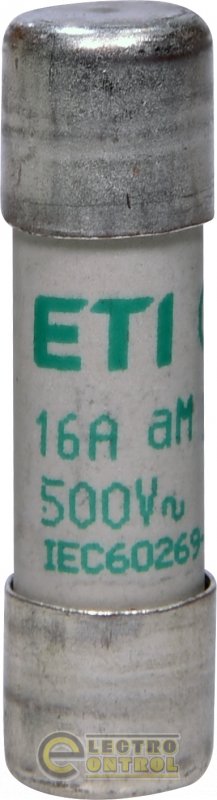 ETI
16A aM
500V~
IEC60269-
ELECTRO
CONTROL